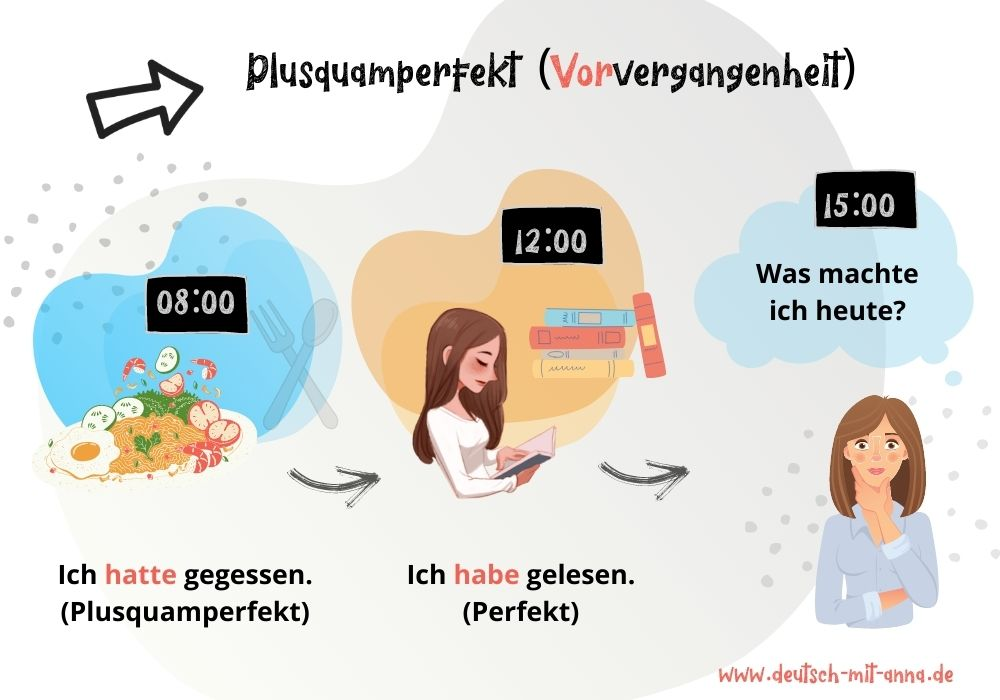 Plusquamperfekt (Vorvergangenheit)
08:00
12:00
15:00
Was machte
ich heute?
Ich hatte gegessen.
(Plusquamperfekt)
Ich habe gelesen.
(Perfekt)
www.deutsch-mit-anna.de